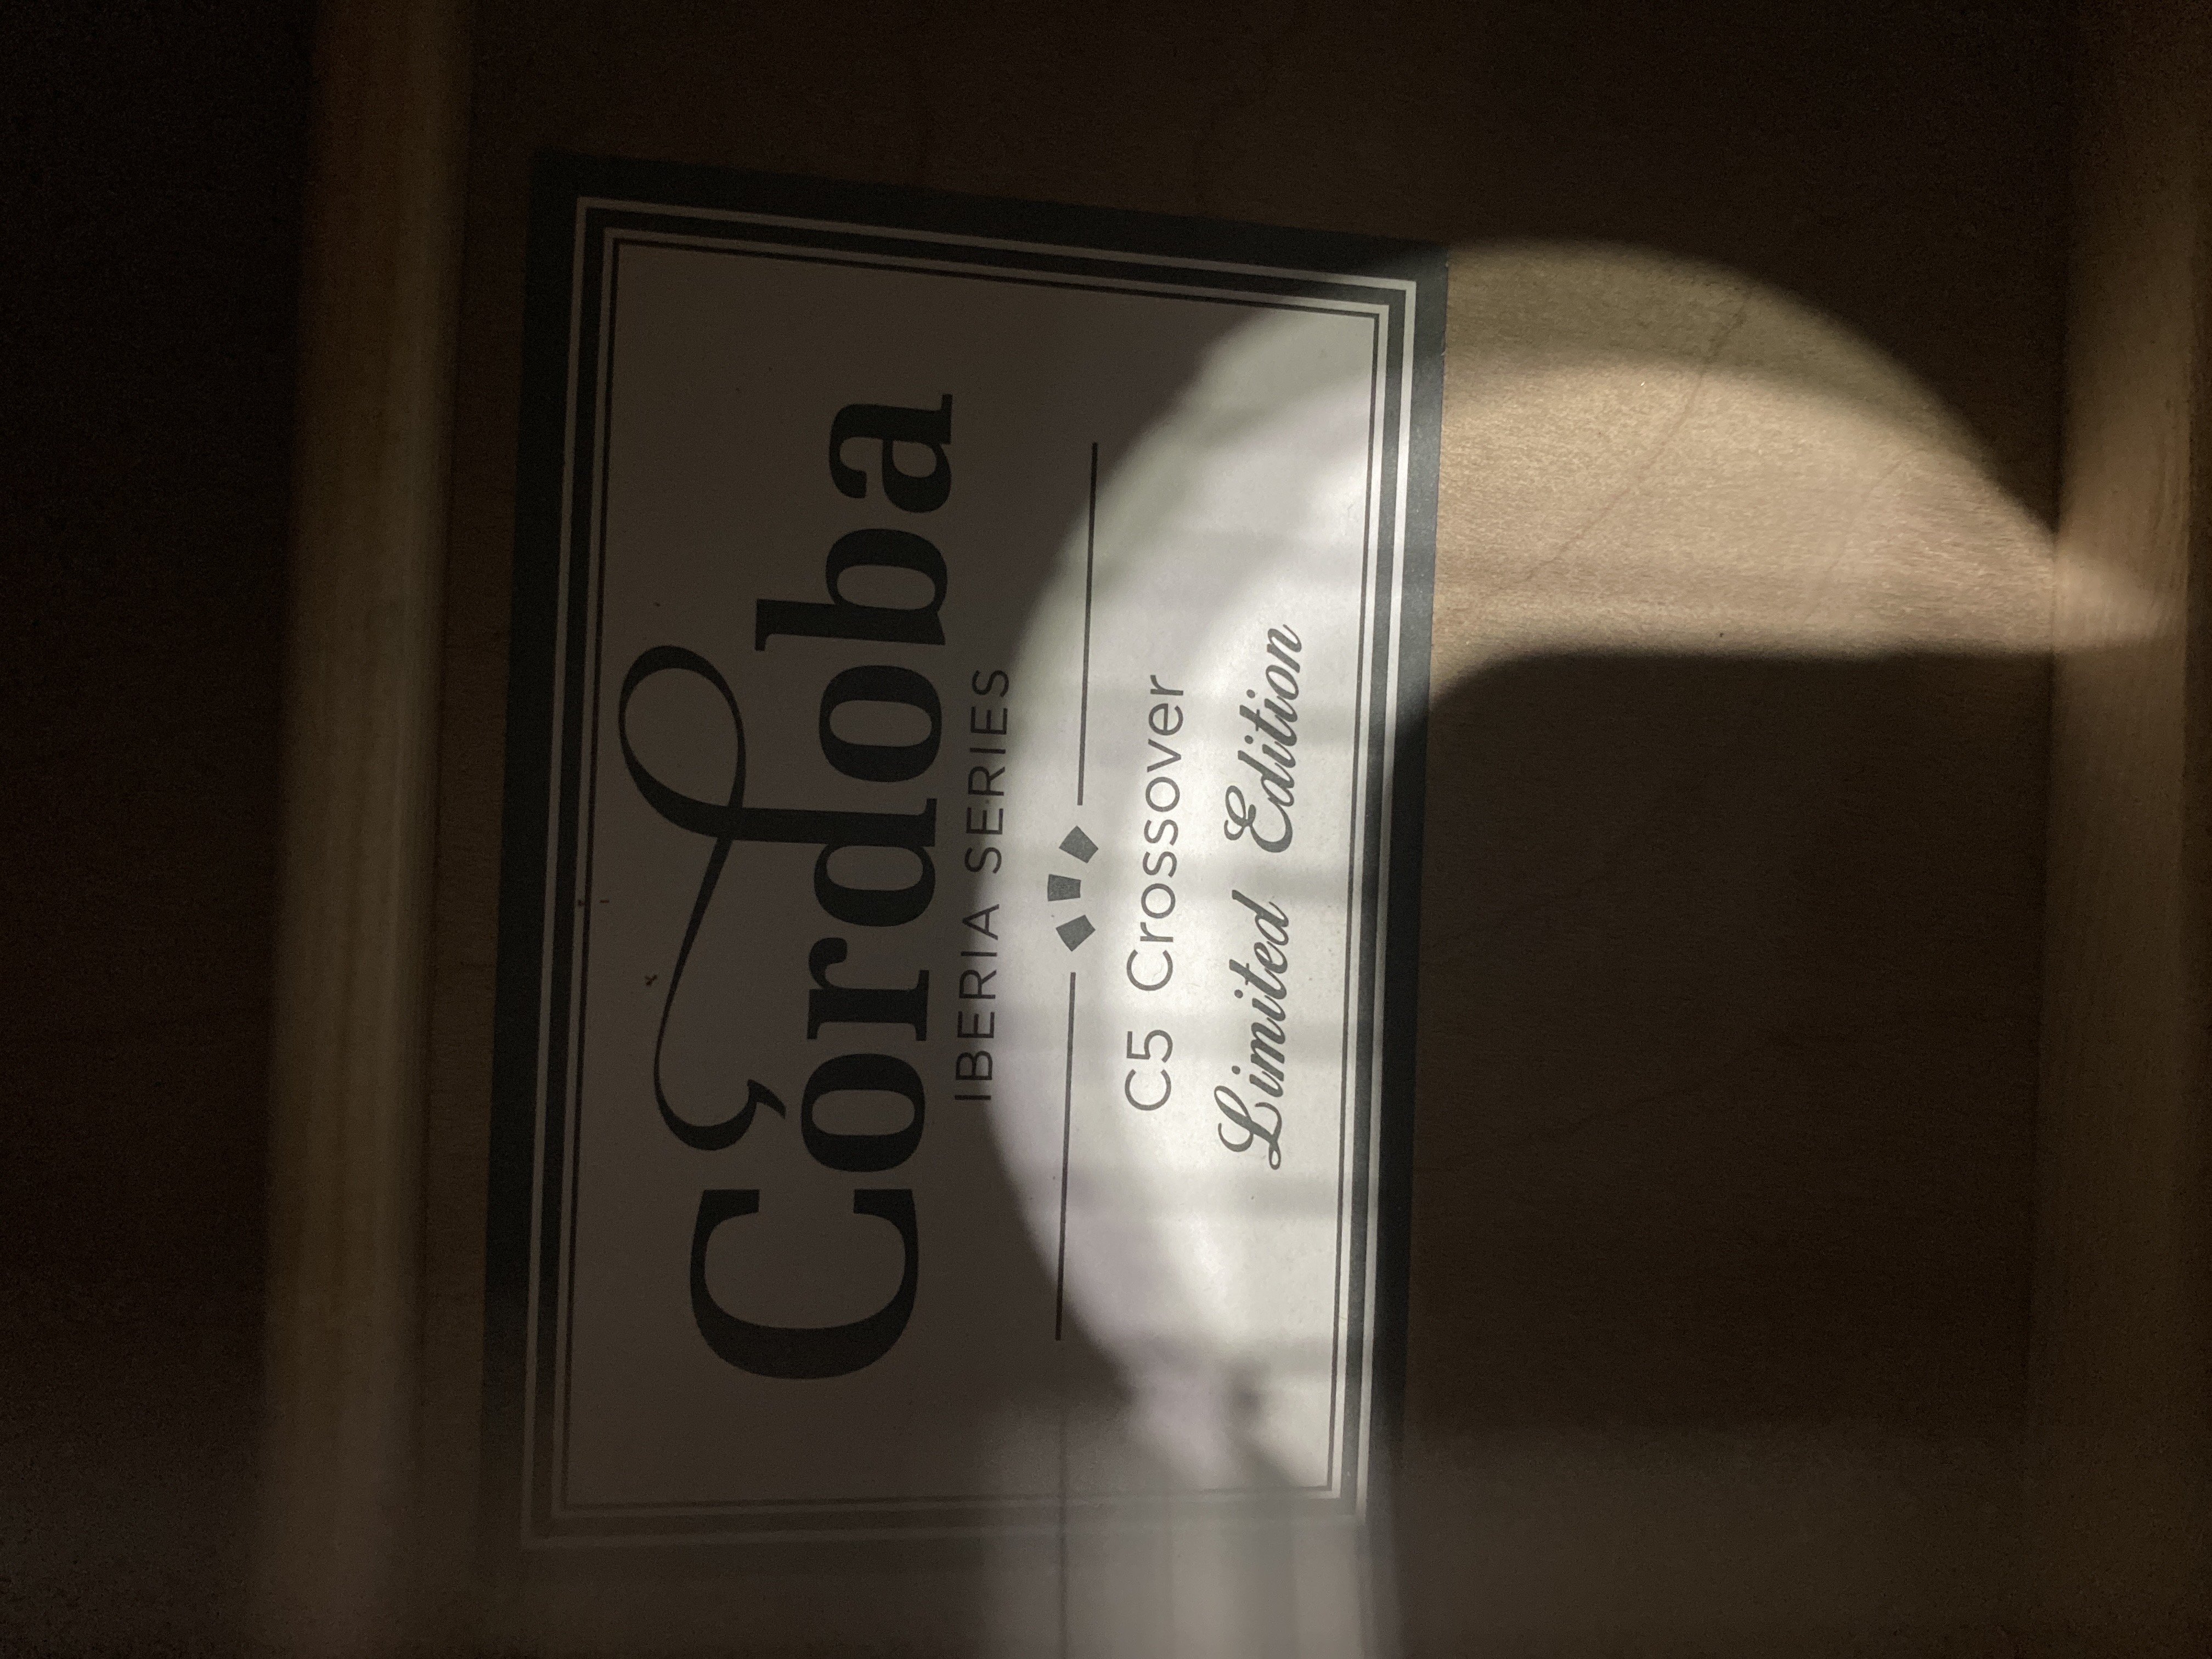 Córdoba
IBERIA SERIES
C5 Crossover
Limited Edition